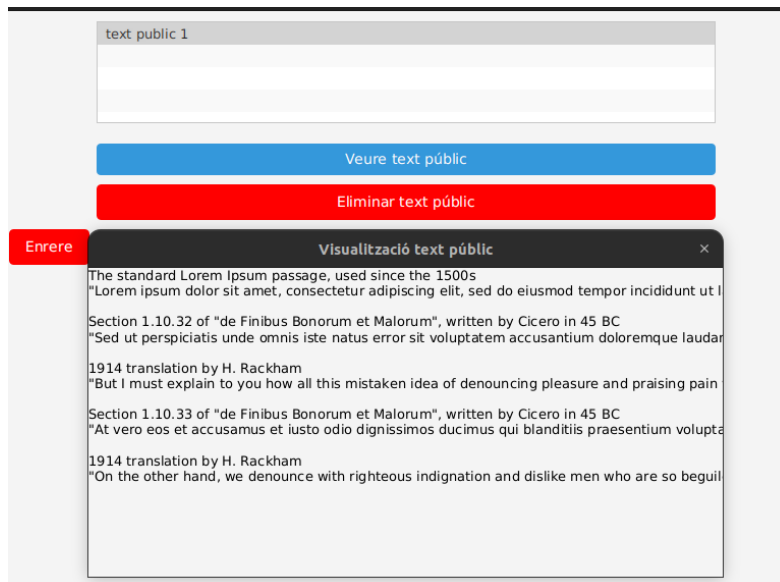 text public 1
Veure text públic
Eliminar text públic
Enrere
Visualització text públic
The standard Lorem Ipsum passage, used since the 1500s
"Lorem ipsum dolor sit amet, consectetur adipiscing elit, sed do eiusmod tempor incididunt ut l
Section 1.10.32 of "de Finibus Bonorum et Malorum", written by Cicero in 45 BC
"Sed ut perspiciatis unde omnis iste natus error sit voluptatem accusantium doloremque laudan
1914 translation by H. Rackham
"But I must explain to you how all this mistaken idea of denouncing pleasure and praising pain
Section 1.10.33 of "de Finibus Bonorum et Malorum", written by Cicero in 45 BC
"At vero eos et accusamus et iusto odio dignissimos ducimus qui blanditiis praesentium volupta
1914 translation by H. Rackham
"On the other hand, we denounce with righteous indignation and dislike men who are so beguil